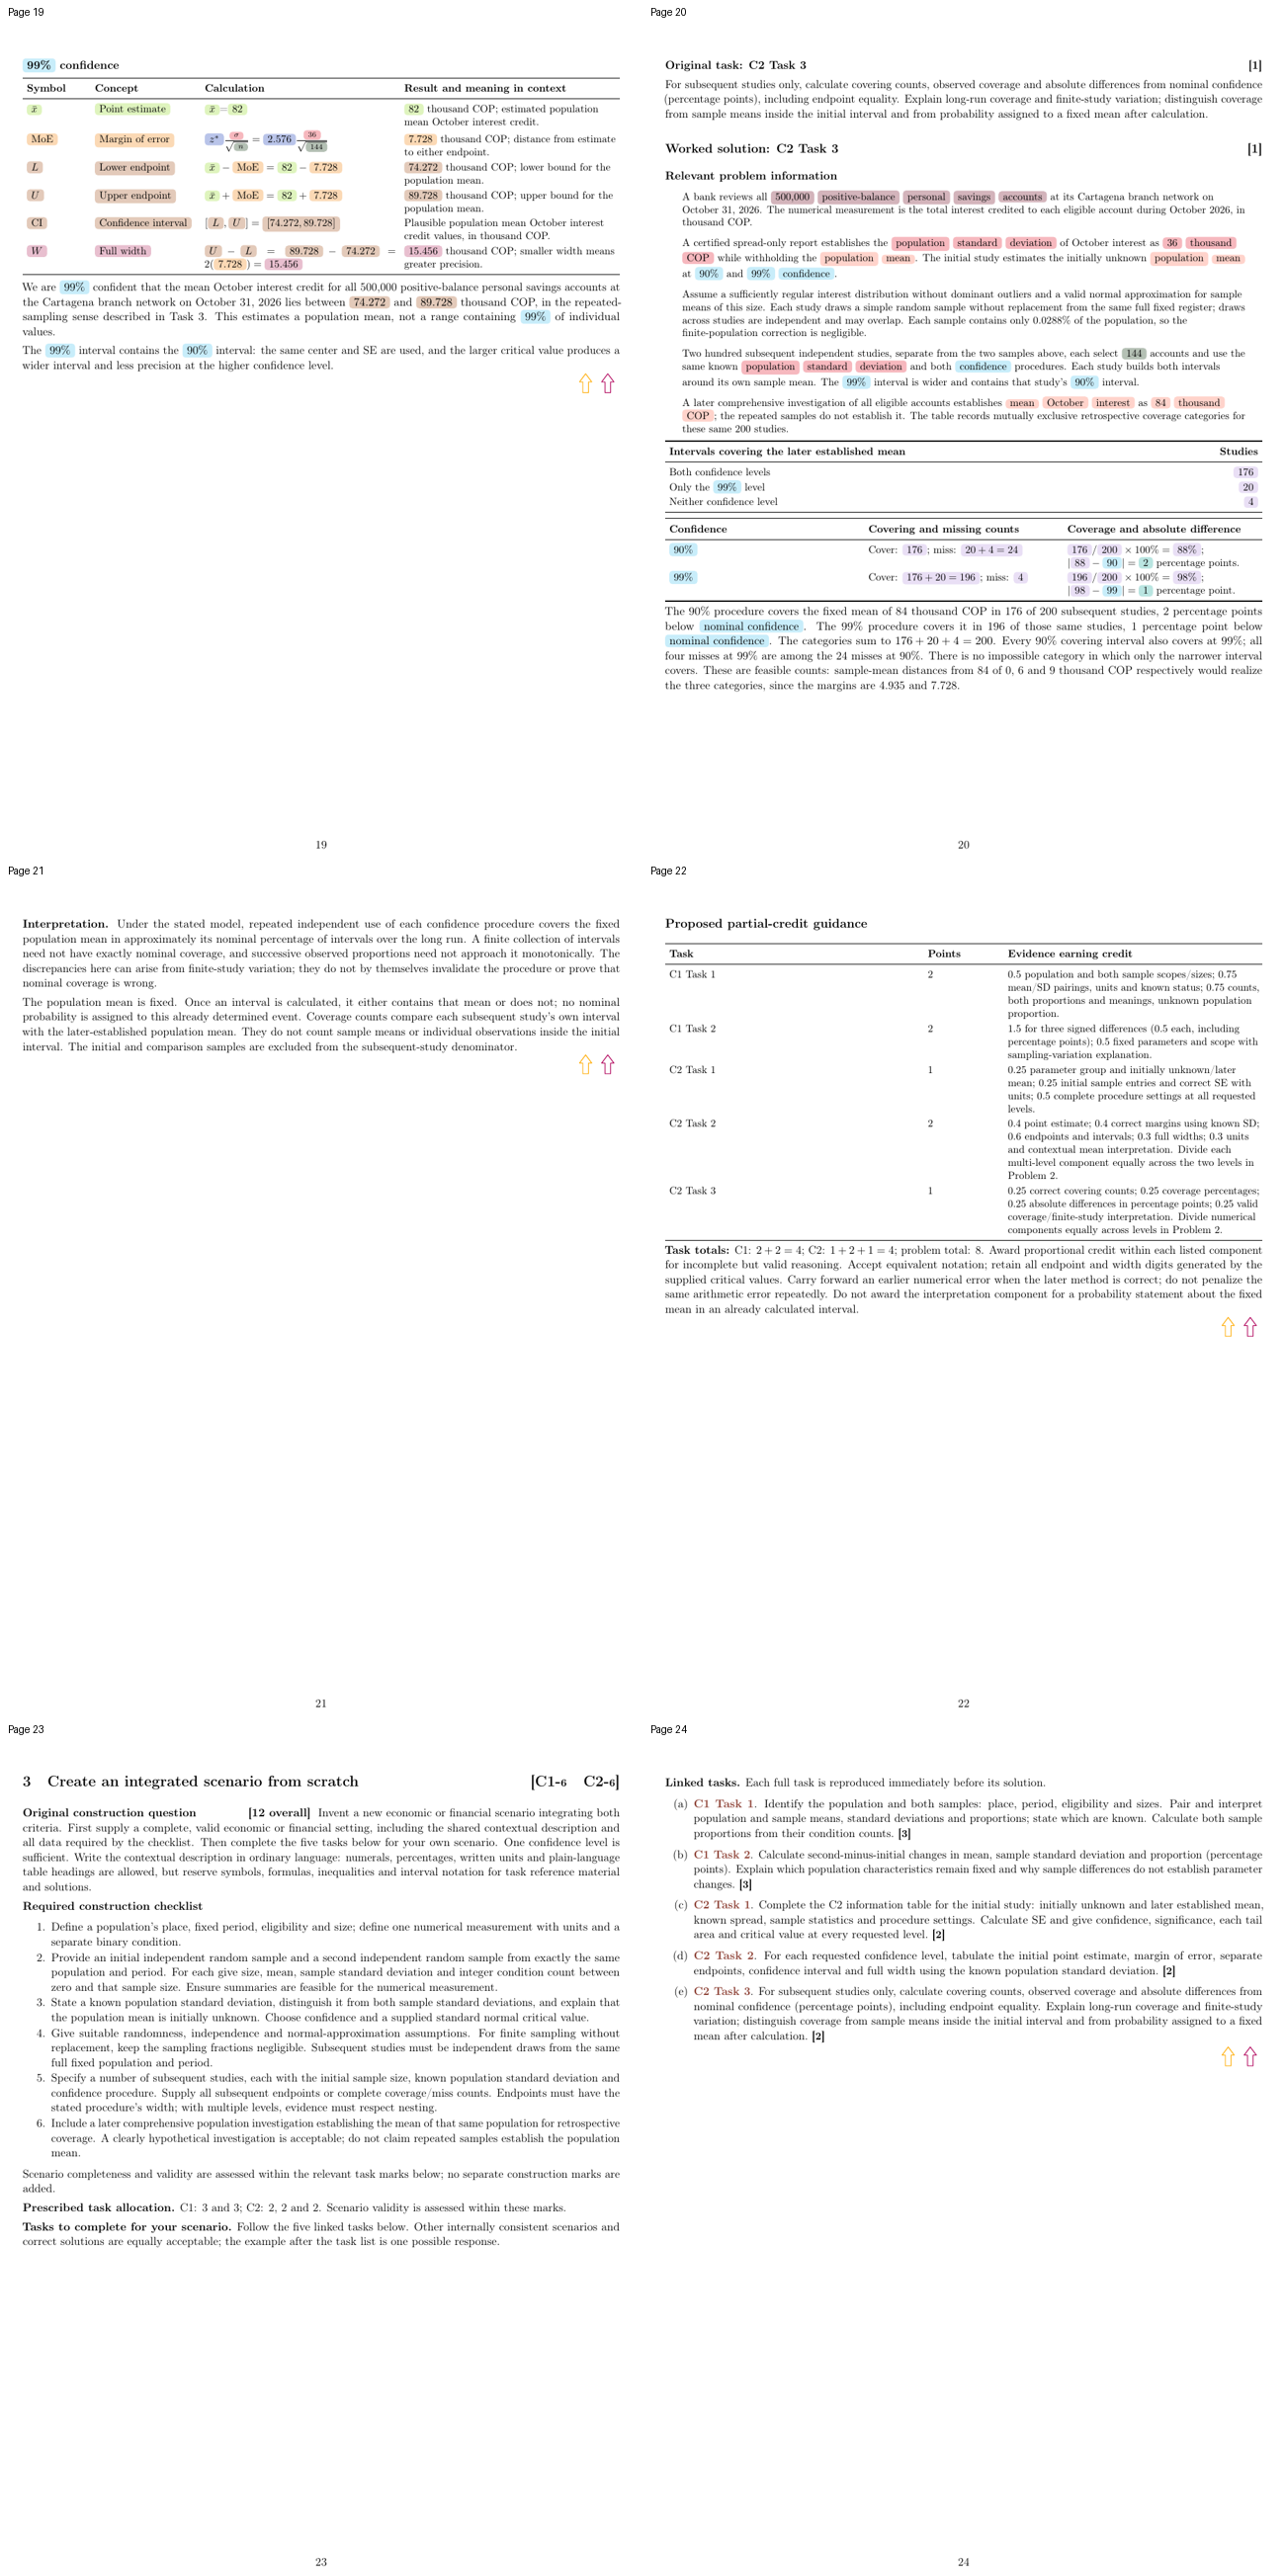 Page 19
99% confidence
Symbol Concept Calculation Result and meaning in context
x̄ Point estimate x̄ = 82 82 thousand COP; estimated population
mean October interest credit.
MoE Margin of error z* σ/√n = 2.576 36/√144 7.728 thousand COP; distance from estimate
to either endpoint.
L Lower endpoint x̄ − MoE = 82 − 7.728 74.272 thousand COP; lower bound for the
population mean.
U Upper endpoint x̄ + MoE = 82 + 7.728 89.728 thousand COP; upper bound for the
population mean.
CI Confidence interval [L, U] = [74.272, 89.728] Plausible population mean October interest
credit values, in thousand COP.
W Full width U − L = 89.728 − 74.272 = 15.456 thousand COP; smaller width means
2(7.728) = 15.456 greater precision.
We are 99% confident that the mean October interest credit for all 500,000 positive-balance personal savings accounts at
the Cartagena branch network on October 31, 2026 lies between 74.272 and 89.728 thousand COP, in the repeated-
sampling sense described in Task 3. This estimates a population mean, not a range containing 99% of individual
values.
The 99% interval contains the 90% interval: the same center and SE are used, and the larger critical value produces a
wider interval and less precision at the higher confidence level.
19
Page 20
Original task: C2 Task 3 [1]
For subsequent studies only, calculate covering counts, observed coverage and absolute differences from nominal confidence
(percentage points), including endpoint equality. Explain long-run coverage and finite-study variation; distinguish coverage
from sample means inside the initial interval and from probability assigned to a fixed mean after calculation.
Worked solution: C2 Task 3 [1]
Relevant problem information
A bank reviews all 500,000 positive-balance personal savings accounts at its Cartagena branch network on
October 31, 2026. The numerical measurement is the total interest credited to each eligible account during October 2026, in
thousand COP.
A certified spread-only report establishes the population standard deviation of October interest as 36 thousand
COP while withholding the population mean. The initial study estimates the initially unknown population mean
at 90% and 99% confidence.
Assume a sufficiently regular interest distribution without dominant outliers and a valid normal approximation for sample
means of this size. Each study draws a simple random sample without replacement from the same full fixed register; draws
across studies are independent and may overlap. Each sample contains only 0.0288% of the population, so the
finite-population correction is negligible.
Two hundred subsequent independent studies, separate from the two samples above, each select 144 accounts and use the
same known population standard deviation and both confidence procedures. Each study builds both intervals
around its own sample mean. The 99% interval is wider and contains that study's 90% interval.
A later comprehensive investigation of all eligible accounts establishes mean October interest as 84 thousand
COP; the repeated samples do not establish it. The table records mutually exclusive retrospective coverage categories for
these same 200 studies.
Intervals covering the later established mean Studies
Both confidence levels 176
Only the 99% level 20
Neither confidence level 4
Confidence Covering and missing counts Coverage and absolute difference
90% Cover: 176; miss: 20 + 4 = 24 176/200 × 100% = 88%;
|88 − 90| = 2 percentage points.
99% Cover: 176 + 20 = 196; miss: 4 196/200 × 100% = 98%;
|98 − 99| = 1 percentage point.
The 90% procedure covers the fixed mean of 84 thousand COP in 176 of 200 subsequent studies, 2 percentage points
below nominal confidence. The 99% procedure covers it in 196 of those same studies, 1 percentage point below
nominal confidence. The categories sum to 176 + 20 + 4 = 200. Every 90% covering interval also covers at 99%; all
four misses at 99% are among the 24 misses at 90%. There is no impossible category in which only the narrower interval
covers. These are feasible counts: sample-mean distances from 84 of 0, 6 and 9 thousand COP respectively would realize
the three categories, since the margins are 4.935 and 7.728.
20
Page 21
Interpretation. Under the stated model, repeated independent use of each confidence procedure covers the fixed
population mean in approximately its nominal percentage of intervals over the long run. A finite collection of intervals
need not have exactly nominal coverage, and successive observed proportions need not approach it monotonically. The
discrepancies here can arise from finite-study variation; they do not by themselves invalidate the procedure or prove that
nominal coverage is wrong.
The population mean is fixed. Once an interval is calculated, it either contains that mean or does not; no nominal
probability is assigned to this already determined event. Coverage counts compare each subsequent study's own interval
with the later-established population mean. They do not count sample means or individual observations inside the initial
interval. The initial and comparison samples are excluded from the subsequent-study denominator.
21
Page 22
Proposed partial-credit guidance
Task Points Evidence earning credit
C1 Task 1 2 0.5 population and both sample scopes/sizes; 0.75
mean/SD pairings, units and known status; 0.75 counts,
both proportions and meanings, unknown population
proportion.
C1 Task 2 2 1.5 for three signed differences (0.5 each, including
percentage points); 0.5 fixed parameters and scope with
sampling-variation explanation.
C2 Task 1 1 0.25 parameter group and initially unknown/later
mean; 0.25 initial sample entries and correct SE with
units; 0.5 complete procedure settings at all requested
levels.
C2 Task 2 2 0.4 point estimate; 0.4 correct margins using known SD;
0.6 endpoints and intervals; 0.3 full widths; 0.3 units
and contextual mean interpretation. Divide each
multi-level component equally across the two levels in
Problem 2.
C2 Task 3 1 0.25 correct covering counts; 0.25 coverage percentages;
0.25 absolute differences in percentage points; 0.25 valid
coverage/finite-study interpretation. Divide numerical
components equally across levels in Problem 2.
Task totals: C1: 2 + 2 = 4; C2: 1 + 2 + 1 = 4; problem total: 8. Award proportional credit within each listed component
for incomplete but valid reasoning. Accept equivalent notation; retain all endpoint and width digits generated by the
supplied critical values. Carry forward an earlier numerical error when the later method is correct; do not penalize the
same arithmetic error repeatedly. Do not award the interpretation component for a probability statement about the fixed
mean in an already calculated interval.
22
Page 23
3 Create an integrated scenario from scratch [C1-6 C2-6]
Original construction question [12 overall] Invent a new economic or financial scenario integrating both
criteria. First supply a complete, valid economic or financial setting, including the shared contextual description and
all data required by the checklist. Then complete the five tasks below for your own scenario. One confidence level is
sufficient. Write the contextual description in ordinary language: numerals, percentages, written units and plain-language
table headings are allowed, but reserve symbols, formulas, inequalities and interval notation for task reference material
and solutions.
Required construction checklist
1. Define a population's place, fixed period, eligibility and size; define one numerical measurement with units and a
separate binary condition.
2. Provide an initial independent random sample and a second independent random sample from exactly the same
population and period. For each give size, mean, sample standard deviation and integer condition count between
zero and that sample size. Ensure summaries are feasible for the numerical measurement.
3. State a known population standard deviation, distinguish it from both sample standard deviations, and explain that
the population mean is initially unknown. Choose confidence and a supplied standard normal critical value.
4. Give suitable randomness, independence and normal-approximation assumptions. For finite sampling without
replacement, keep the sampling fractions negligible. Subsequent studies must be independent draws from the same
full fixed population and period.
5. Specify a number of subsequent studies, each with the initial sample size, known population standard deviation and
confidence procedure. Supply all subsequent endpoints or complete coverage/miss counts. Endpoints must have the
stated procedure's width; with multiple levels, evidence must respect nesting.
6. Include a later comprehensive population investigation establishing the mean of that same population for retrospective
coverage. A clearly hypothetical investigation is acceptable; do not claim repeated samples establish the population
mean.
Scenario completeness and validity are assessed within the relevant task marks below; no separate construction marks are
added.
Prescribed task allocation. C1: 3 and 3; C2: 2, 2 and 2. Scenario validity is assessed within these marks.
Tasks to complete for your scenario. Follow the five linked tasks below. Other internally consistent scenarios and
correct solutions are equally acceptable; the example after the task list is one possible response.
23
Page 24
Linked tasks. Each full task is reproduced immediately before its solution.
(a) C1 Task 1. Identify the population and both samples: place, period, eligibility and sizes. Pair and interpret
population and sample means, standard deviations and proportions; state which are known. Calculate both sample
proportions from their condition counts. [3]
(b) C1 Task 2. Calculate second-minus-initial changes in mean, sample standard deviation and proportion (percentage
points). Explain which population characteristics remain fixed and why sample differences do not establish parameter
changes. [3]
(c) C2 Task 1. Complete the C2 information table for the initial study: initially unknown and later established mean,
known spread, sample statistics and procedure settings. Calculate SE and give confidence, significance, each tail
area and critical value at every requested level. [2]
(d) C2 Task 2. For each requested confidence level, tabulate the initial point estimate, margin of error, separate
endpoints, confidence interval and full width using the known population standard deviation. [2]
(e) C2 Task 3. For subsequent studies only, calculate covering counts, observed coverage and absolute differences from
nominal confidence (percentage points), including endpoint equality. Explain long-run coverage and finite-study
variation; distinguish coverage from sample means inside the initial interval and from probability assigned to a fixed
mean after calculation. [2]
24